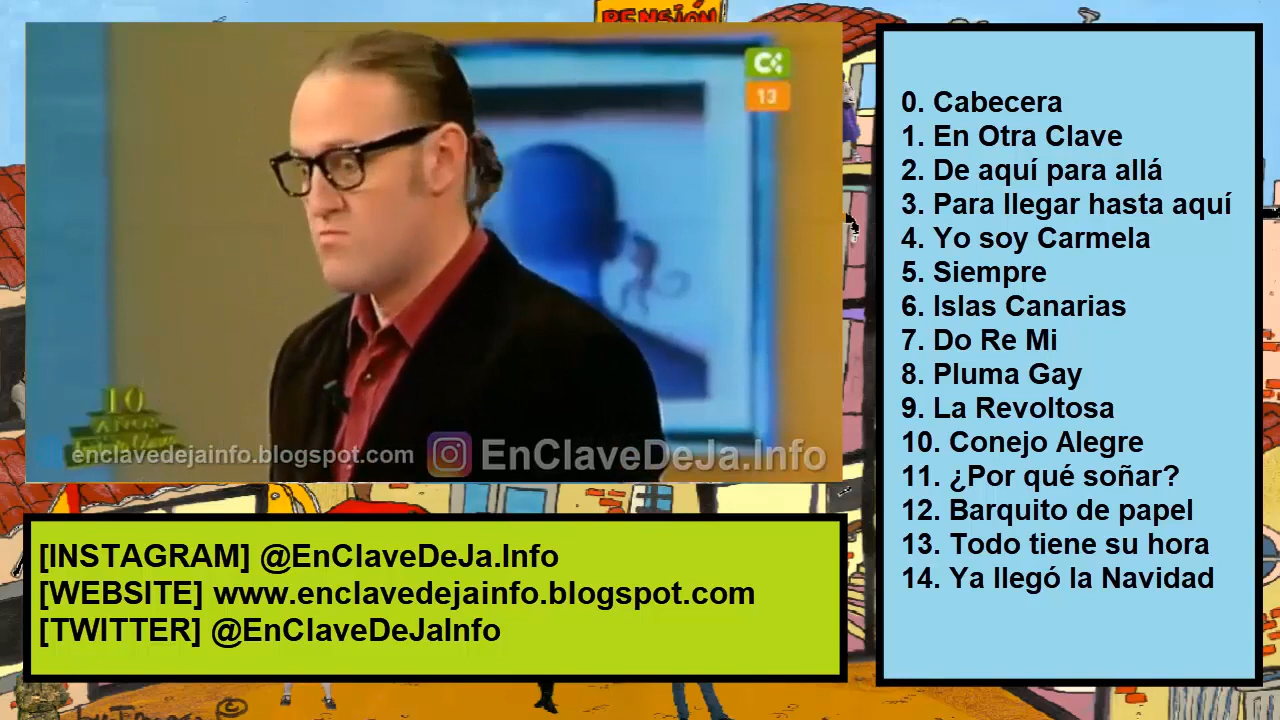 PENSIÓN
13
10
AÑOS
enclavedejainfo.blogspot.com
EnClaveDeJa.Info
[INSTAGRAM] @EnClaveDeJa.Info
[WEBSITE] www.enclavedejainfo.blogspot.com
[TWITTER] @EnClaveDeJaInfo
0. Cabecera
1. En Otra Clave
2. De aquí para allá
3. Para llegar hasta aquí
4. Yo soy Carmela
5. Siempre
6. Islas Canarias
7. Do Re Mi
8. Pluma Gay
9. La Revoltosa
10. Conejo Alegre
11. ¿Por qué soñar?
12. Barquito de papel
13. Todo tiene su hora
14. Ya llegó la Navidad